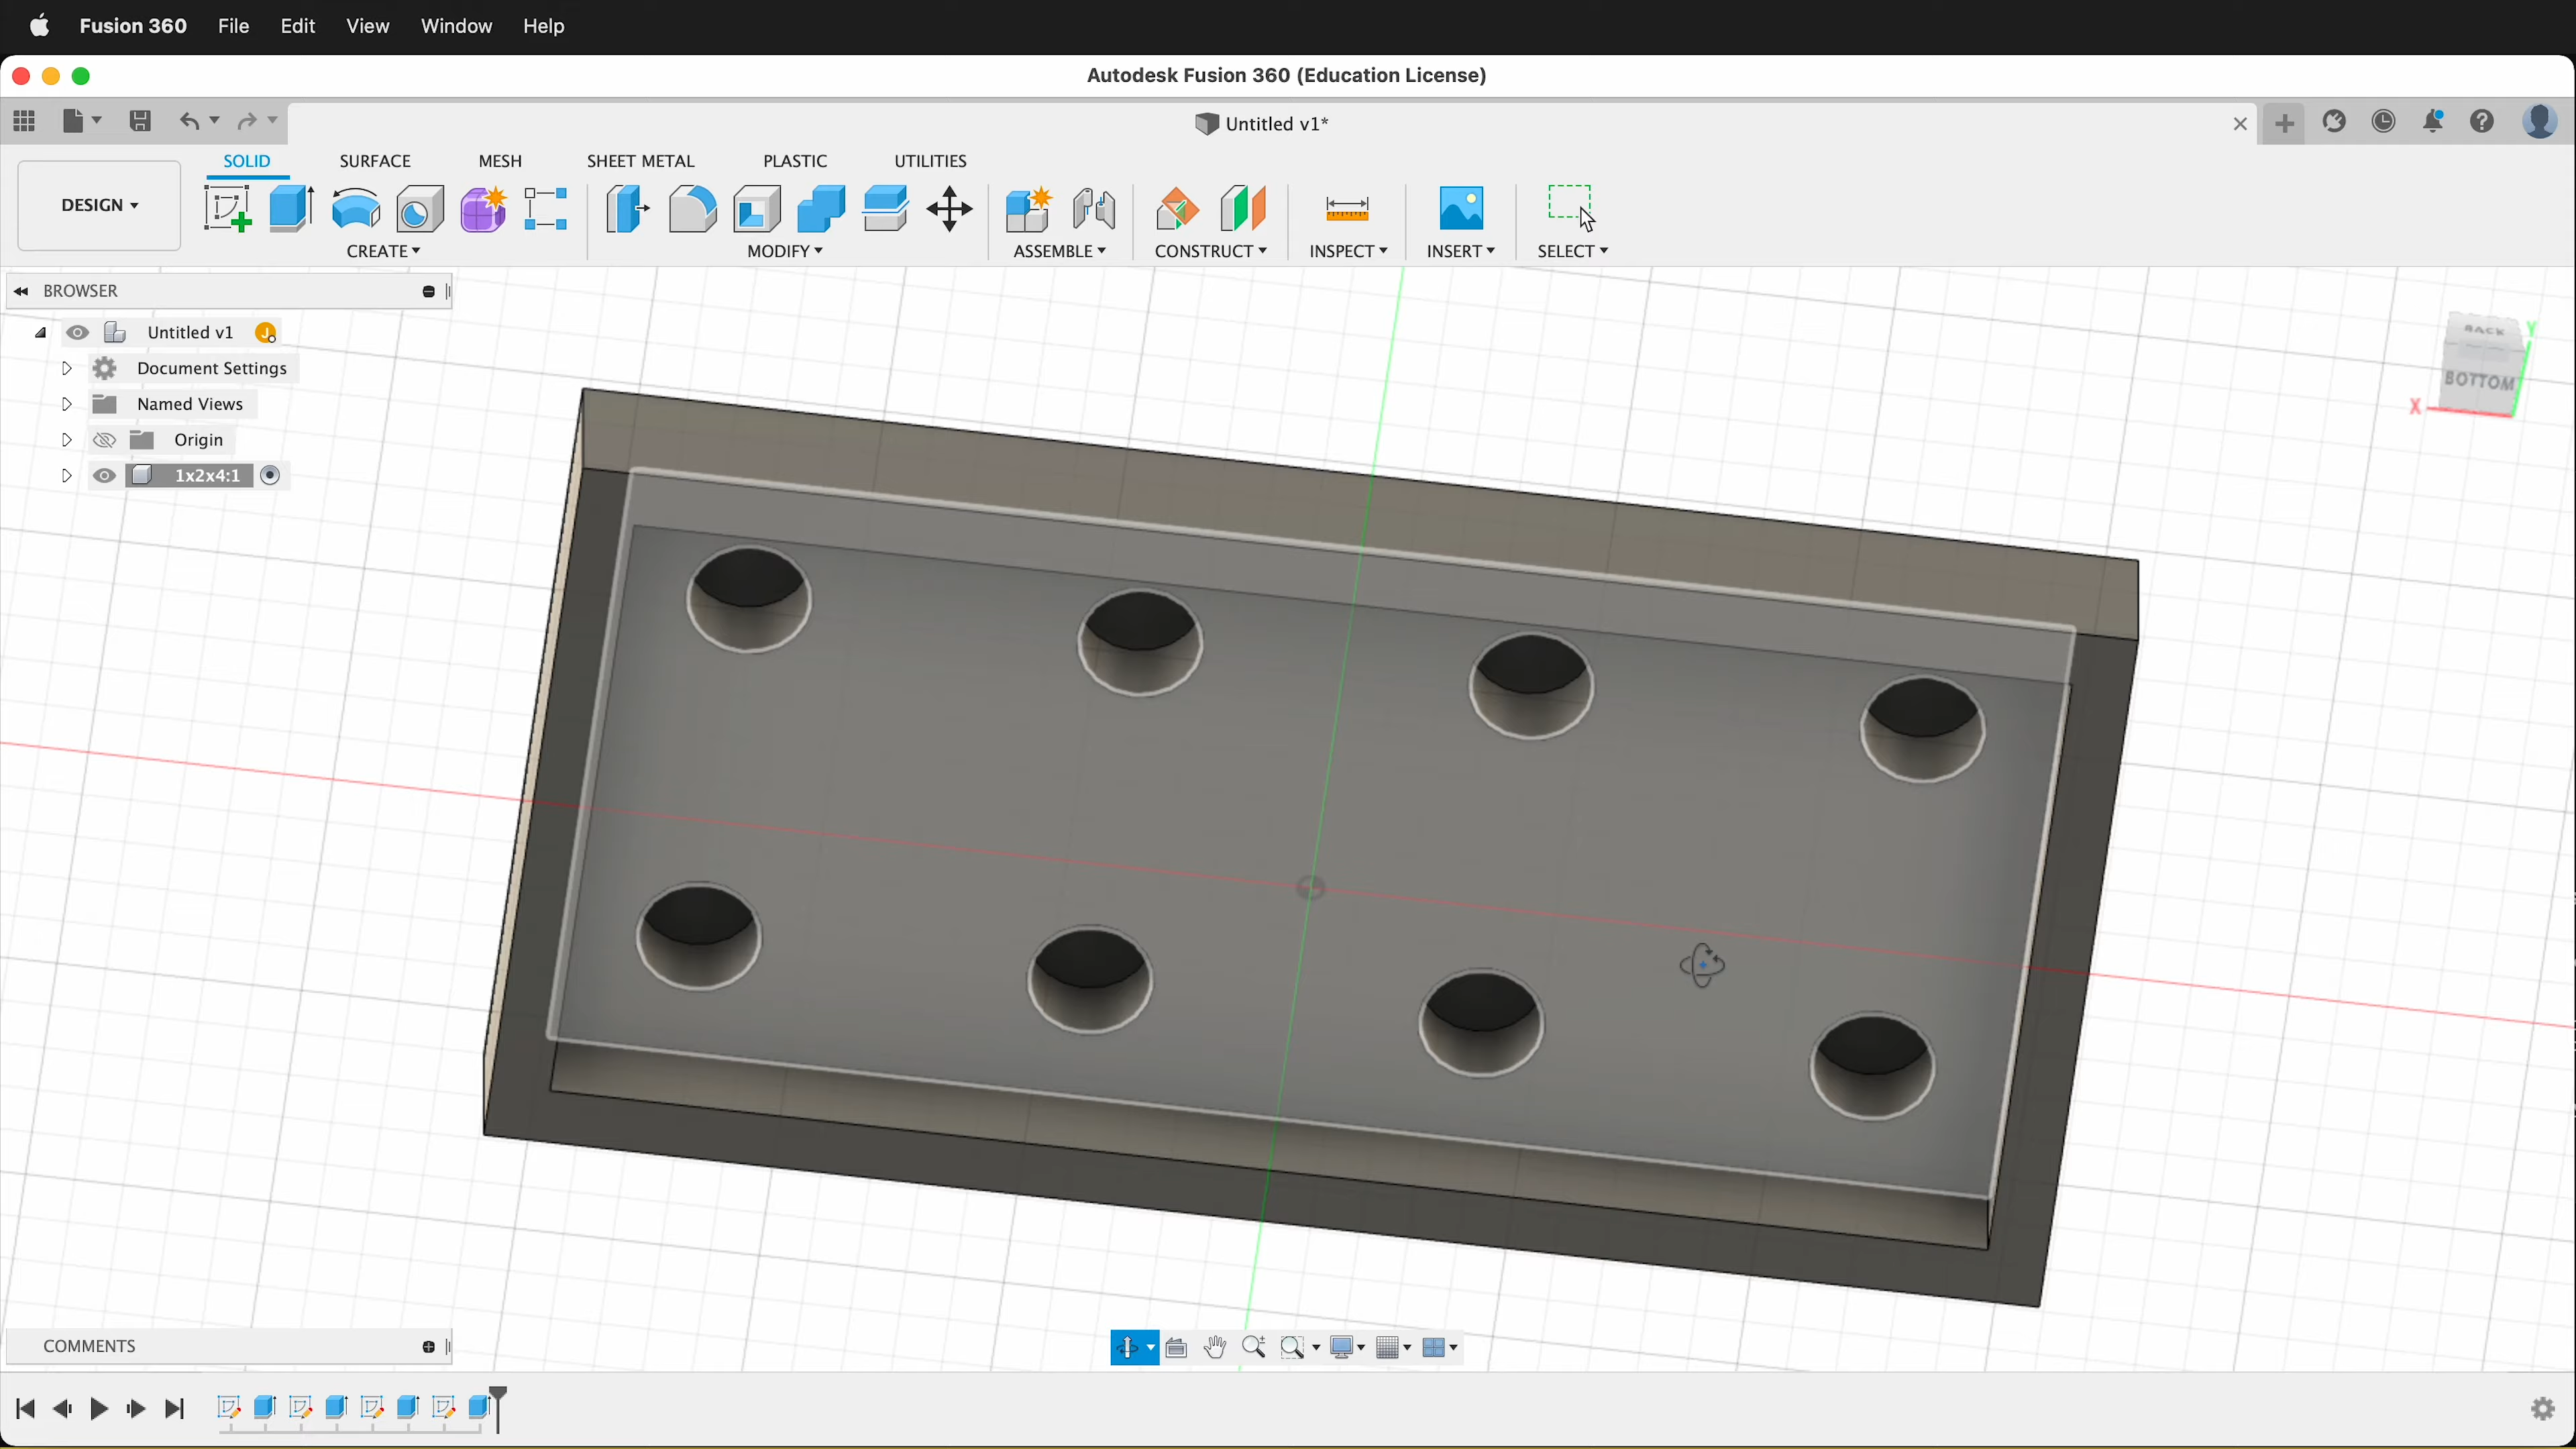 Fusion 360 File Edit View Window Help
Autodesk Fusion 360 (Education License)
Untitled v1*
SOLID SURFACE MESH SHEET METAL PLASTIC UTILITIES
DESIGN
CREATE MODIFY ASSEMBLE CONSTRUCT INSPECT INSERT SELECT
BROWSER
Untitled v1
Document Settings
Named Views
Origin
1x2x4:1
BACK
Y
BOTTOM
X
COMMENTS